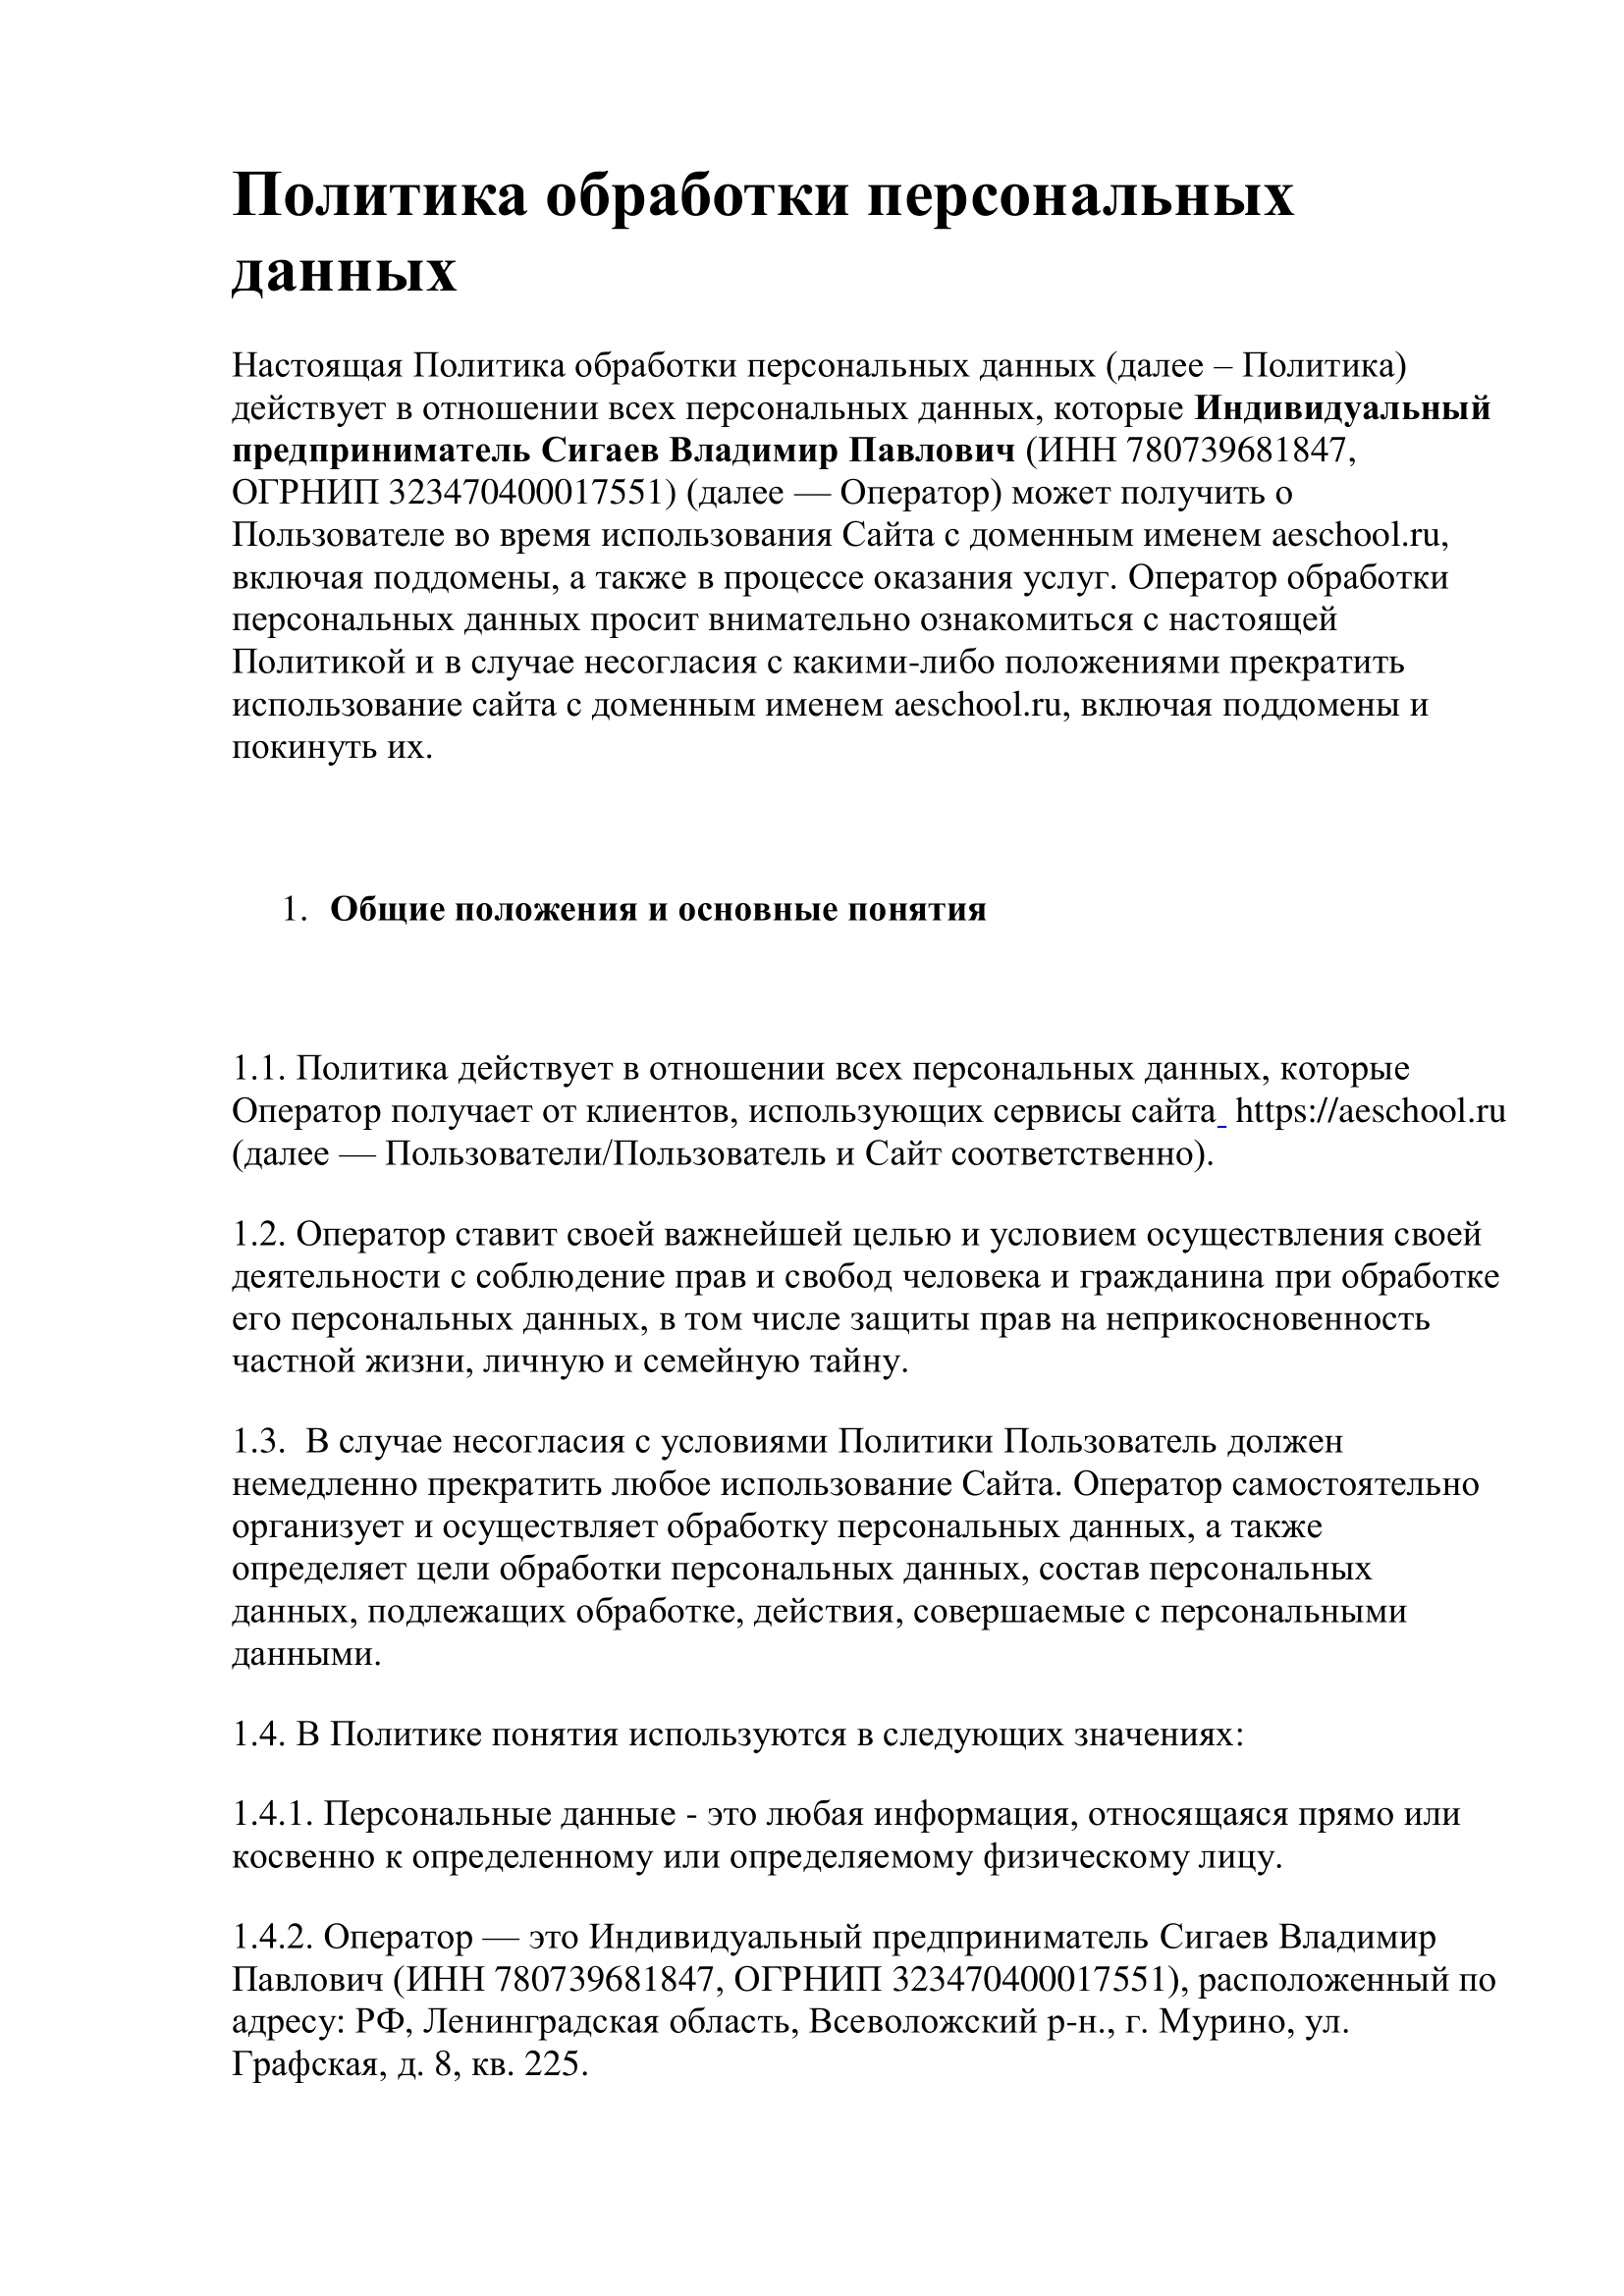 Политика обработки персональных
данных
Настоящая Политика обработки персональных данных (далее – Политика)
действует в отношении всех персональных данных, которые Индивидуальный
предприниматель Сигаев Владимир Павлович (ИНН 780739681847,
ОГРНИП 323470400017551) (далее — Оператор) может получить о
Пользователе во время использования Сайта с доменным именем aeschool.ru,
включая поддомены, а также в процессе оказания услуг. Оператор обработки
персональных данных просит внимательно ознакомиться с настоящей
Политикой и в случае несогласия с какими-либо положениями прекратить
использование сайта с доменным именем aeschool.ru, включая поддомены и
покинуть их.
1. Общие положения и основные понятия
1.1. Политика действует в отношении всех персональных данных, которые
Оператор получает от клиентов, использующих сервисы сайта  https://aeschool.ru
(далее — Пользователи/Пользователь и Сайт соответственно).
1.2. Оператор ставит своей важнейшей целью и условием осуществления своей
деятельности с соблюдение прав и свобод человека и гражданина при обработке
его персональных данных, в том числе защиты прав на неприкосновенность
частной жизни, личную и семейную тайну.
1.3.  В случае несогласия с условиями Политики Пользователь должен
немедленно прекратить любое использование Сайта. Оператор самостоятельно
организует и осуществляет обработку персональных данных, а также
определяет цели обработки персональных данных, состав персональных
данных, подлежащих обработке, действия, совершаемые с персональными
данными.
1.4. В Политике понятия используются в следующих значениях:
1.4.1. Персональные данные - это любая информация, относящаяся прямо или
косвенно к определенному или определяемому физическому лицу.
1.4.2. Оператор — это Индивидуальный предприниматель Сигаев Владимир
Павлович (ИНН 780739681847, ОГРНИП 323470400017551), расположенный по
адресу: РФ, Ленинградская область, Всеволожский р-н., г. Мурино, ул.
Графская, д. 8, кв. 225.